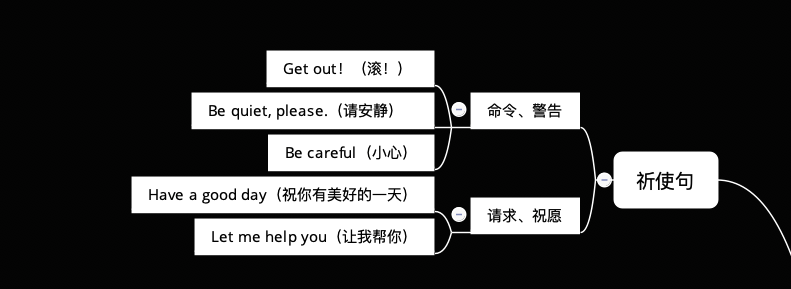 Get out！（滚！）
Be quiet, please.（请安静）
命令、警告
Be careful（小心）
祈使句
Have a good day（祝你有美好的一天）
请求、祝愿
Let me help you（让我帮你）